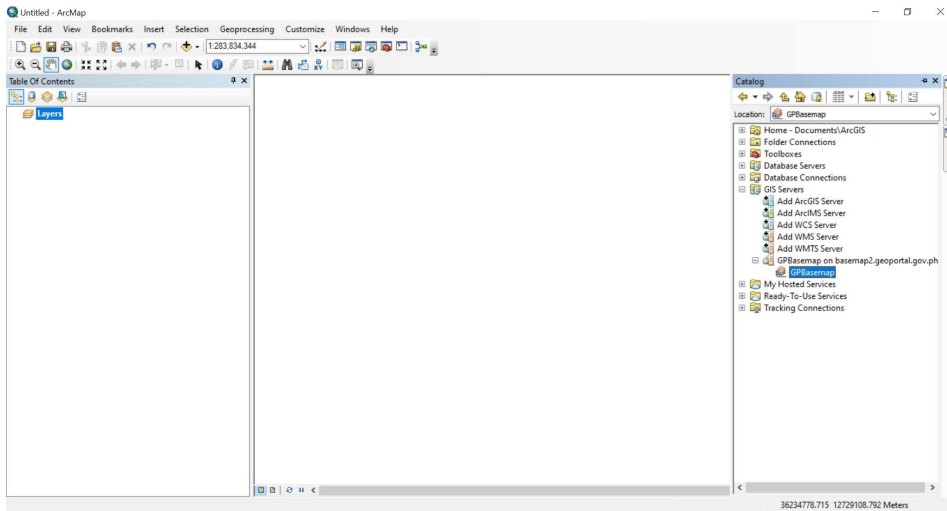 Untitled - ArcMap
File Edit View Bookmarks Insert Selection Geoprocessing Customize Windows Help
1:283,834,344
Table Of Contents
Layers
Catalog
Location: GPBasemap
Home - Documents\ArcGIS
Folder Connections
Toolboxes
Database Servers
Database Connections
GIS Servers
Add ArcGIS Server
Add ArcIMS Server
Add WCS Server
Add WMS Server
Add WMTS Server
GPBasemap on basemap2.geoportal.gov.ph
GPBasemap
My Hosted Services
Ready-To-Use Services
Tracking Connections
36234778.715 12729108.792 Meters